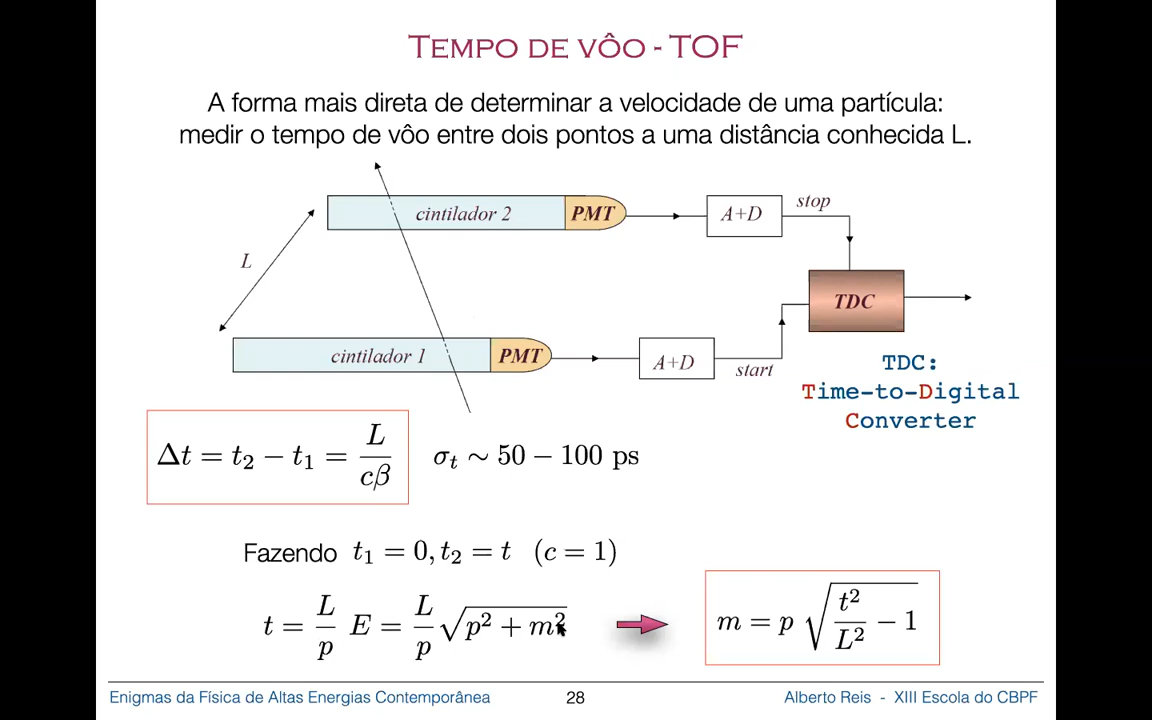 TEMPO DE VÔO - TOF
A forma mais direta de determinar a velocidade de uma partícula:
medir o tempo de vôo entre dois pontos a uma distância conhecida L.
cintilador 2
PMT
A+D
stop
L
TDC
cintilador 1
PMT
A+D
start
TDC:
Time-to-Digital
Converter
Δt = t₂ − t₁ = L/(cβ)
σₜ ∼ 50 − 100 ps
Fazendo t₁ = 0, t₂ = t (c = 1)
t = L/p E = L/p √(p² + m²)
m = p √(t²/L² − 1)
Enigmas da Física de Altas Energias Contemporânea
28
Alberto Reis - XIII Escola do CBPF